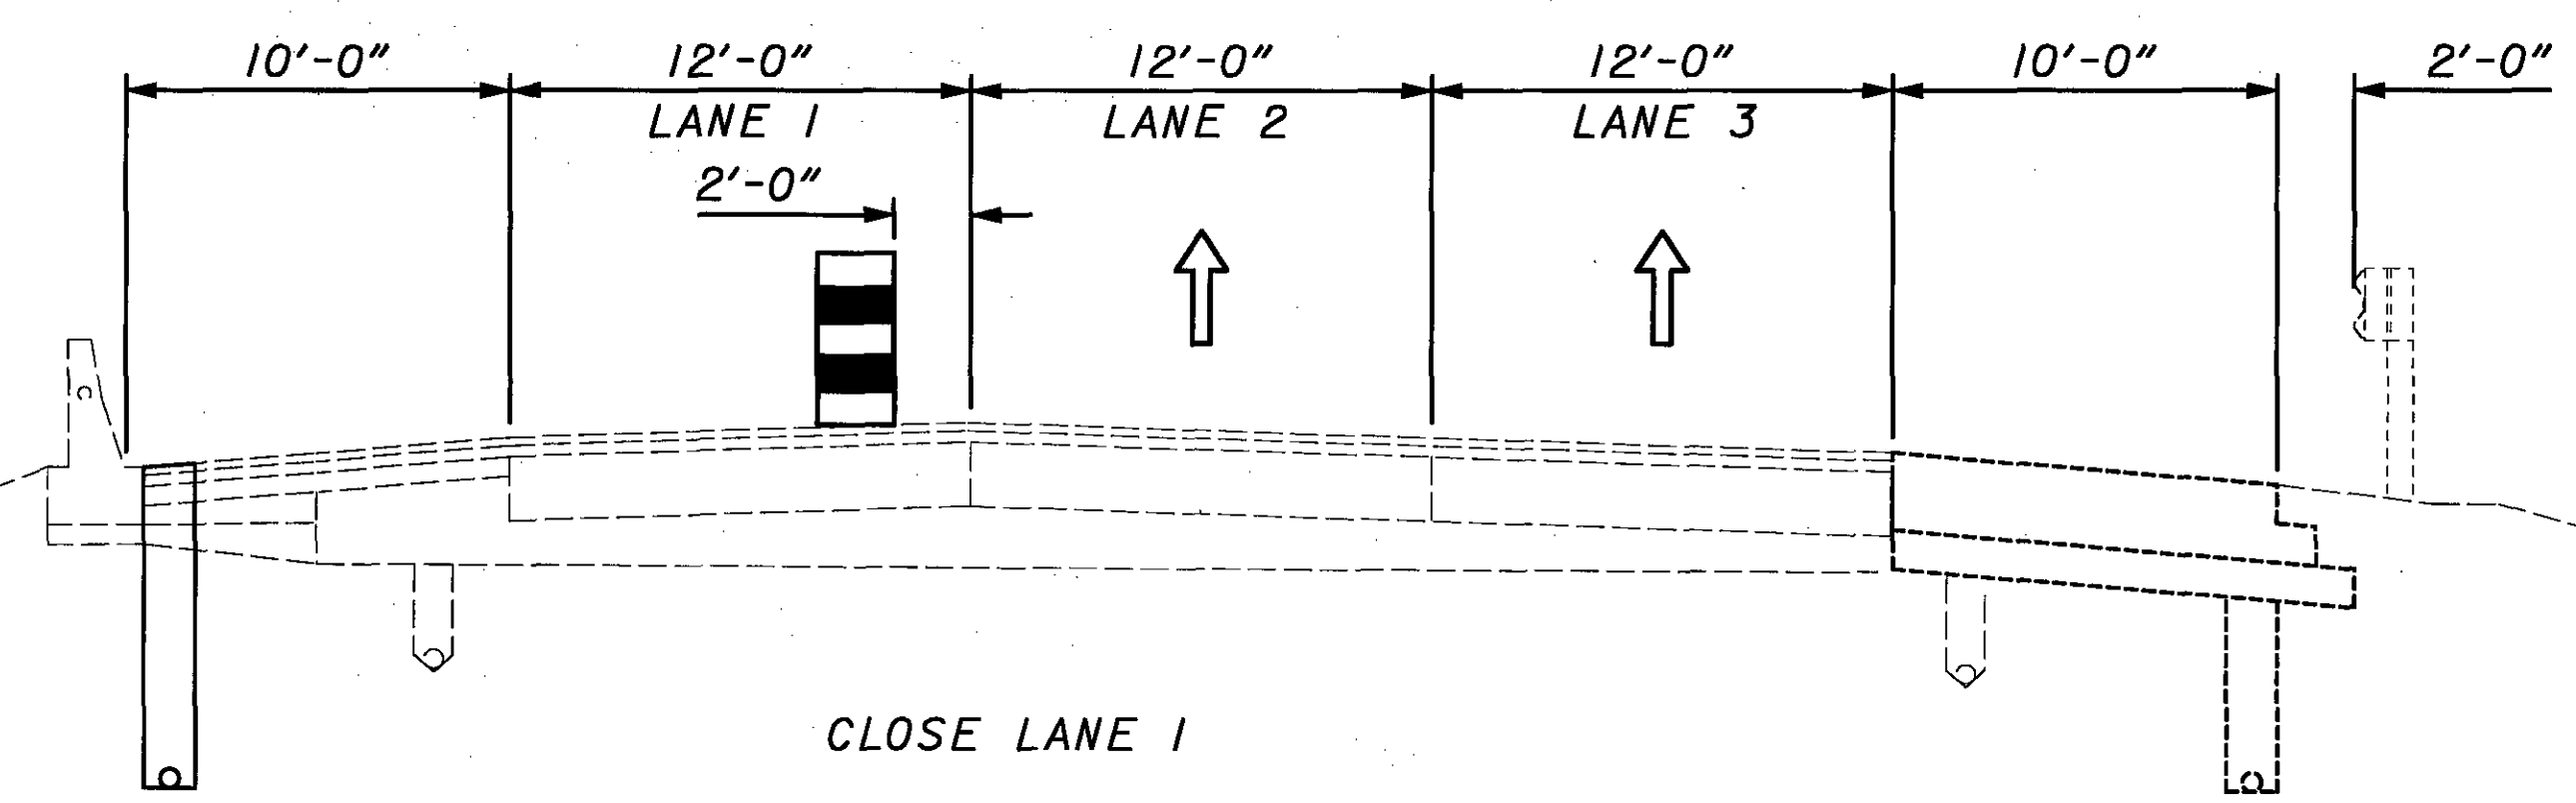 10'-0" 12'-0" 12'-0" 12'-0" 10'-0" 2'-0"
LANE 1 LANE 2 LANE 3
2'-0"
CLOSE LANE 1